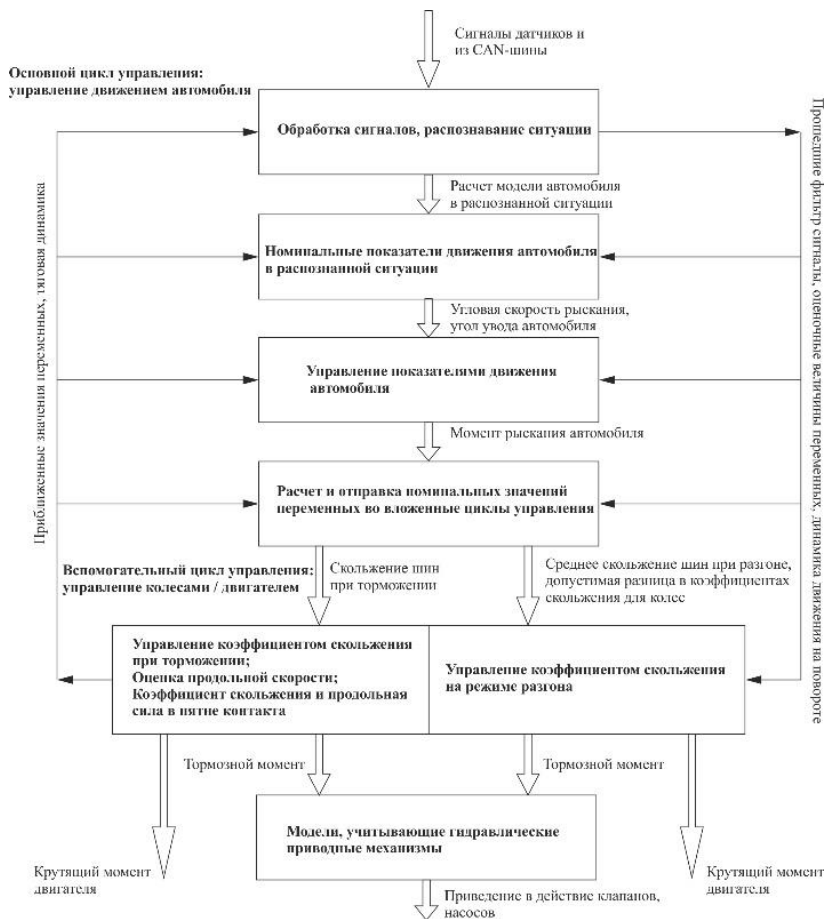 Сигналы датчиков и
из CAN-шины
Основной цикл управления:
управление движением автомобиля
Обработка сигналов, распознавание ситуации
Расчет модели автомобиля
в распознанной ситуации
Номинальные показатели движения автомобиля
в распознанной ситуации
Угловая скорость рыскания,
угол увода автомобиля
Управление показателями движения
автомобиля
Момент рыскания автомобиля
Расчет и отправка номинальных значений
переменных во вложенные циклы управления
Вспомогательный цикл управления:
управление колесами / двигателем
Скольжение шин
при торможении
Среднее скольжение шин при разгоне,
допустимая разница в коэффициентах
скольжения для колес
Управление коэффициентом скольжения
при торможении;
Оценка продольной скорости;
Коэффициент скольжения и продольная
сила в пятне контакта
Управление коэффициентом скольжения
на режиме разгона
Тормозной момент
Тормозной момент
Модели, учитывающие гидравлические
приводные механизмы
Крутящий момент
двигателя
Крутящий момент
двигателя
Приведение в действие клапанов,
насосов
Приближенные значения переменных, тяговая динамика
Прошедшие фильтр сигналы, оценочные величины переменных, динамика движения на повороте